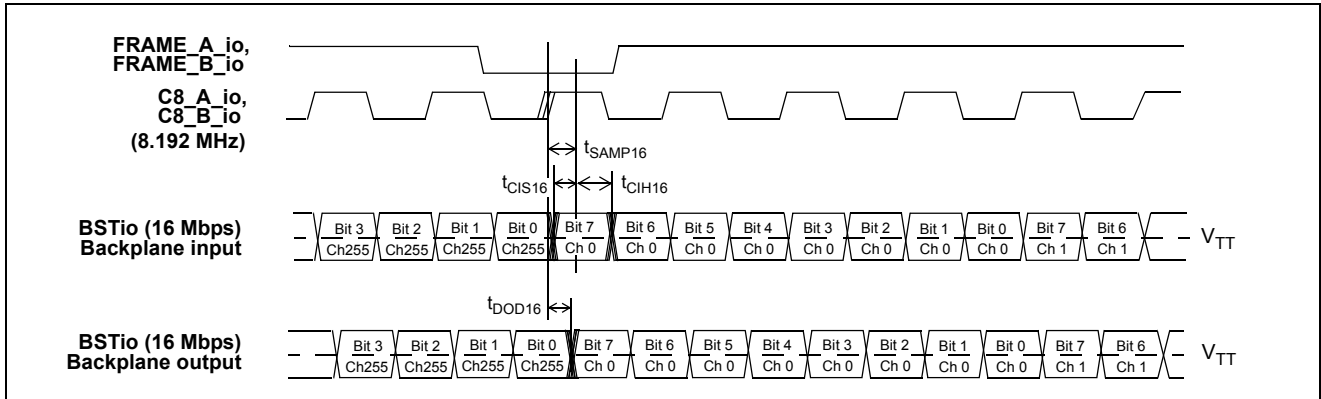 FRAME_A_io,
FRAME_B_io
C8_A_io,
C8_B_io
(8.192 MHz)
tSAMP16
tCIS16 tCIH16
BSTio (16 Mbps)
Backplane input
Bit 3 Bit 2 Bit 1 Bit 0 Bit 7 Bit 6 Bit 5 Bit 4 Bit 3 Bit 2 Bit 1 Bit 0 Bit 7 Bit 6
Ch255 Ch255 Ch255 Ch255 Ch 0 Ch 0 Ch 0 Ch 0 Ch 0 Ch 0 Ch 0 Ch 0 Ch 1 Ch 1
VTT
tDOD16
BSTio (16 Mbps)
Backplane output
Bit 3 Bit 2 Bit 1 Bit 0 Bit 7 Bit 6 Bit 5 Bit 4 Bit 3 Bit 2 Bit 1 Bit 0 Bit 7 Bit 6
Ch255 Ch255 Ch255 Ch255 Ch 0 Ch 0 Ch 0 Ch 0 Ch 0 Ch 0 Ch 0 Ch 0 Ch 1 Ch 1
VTT